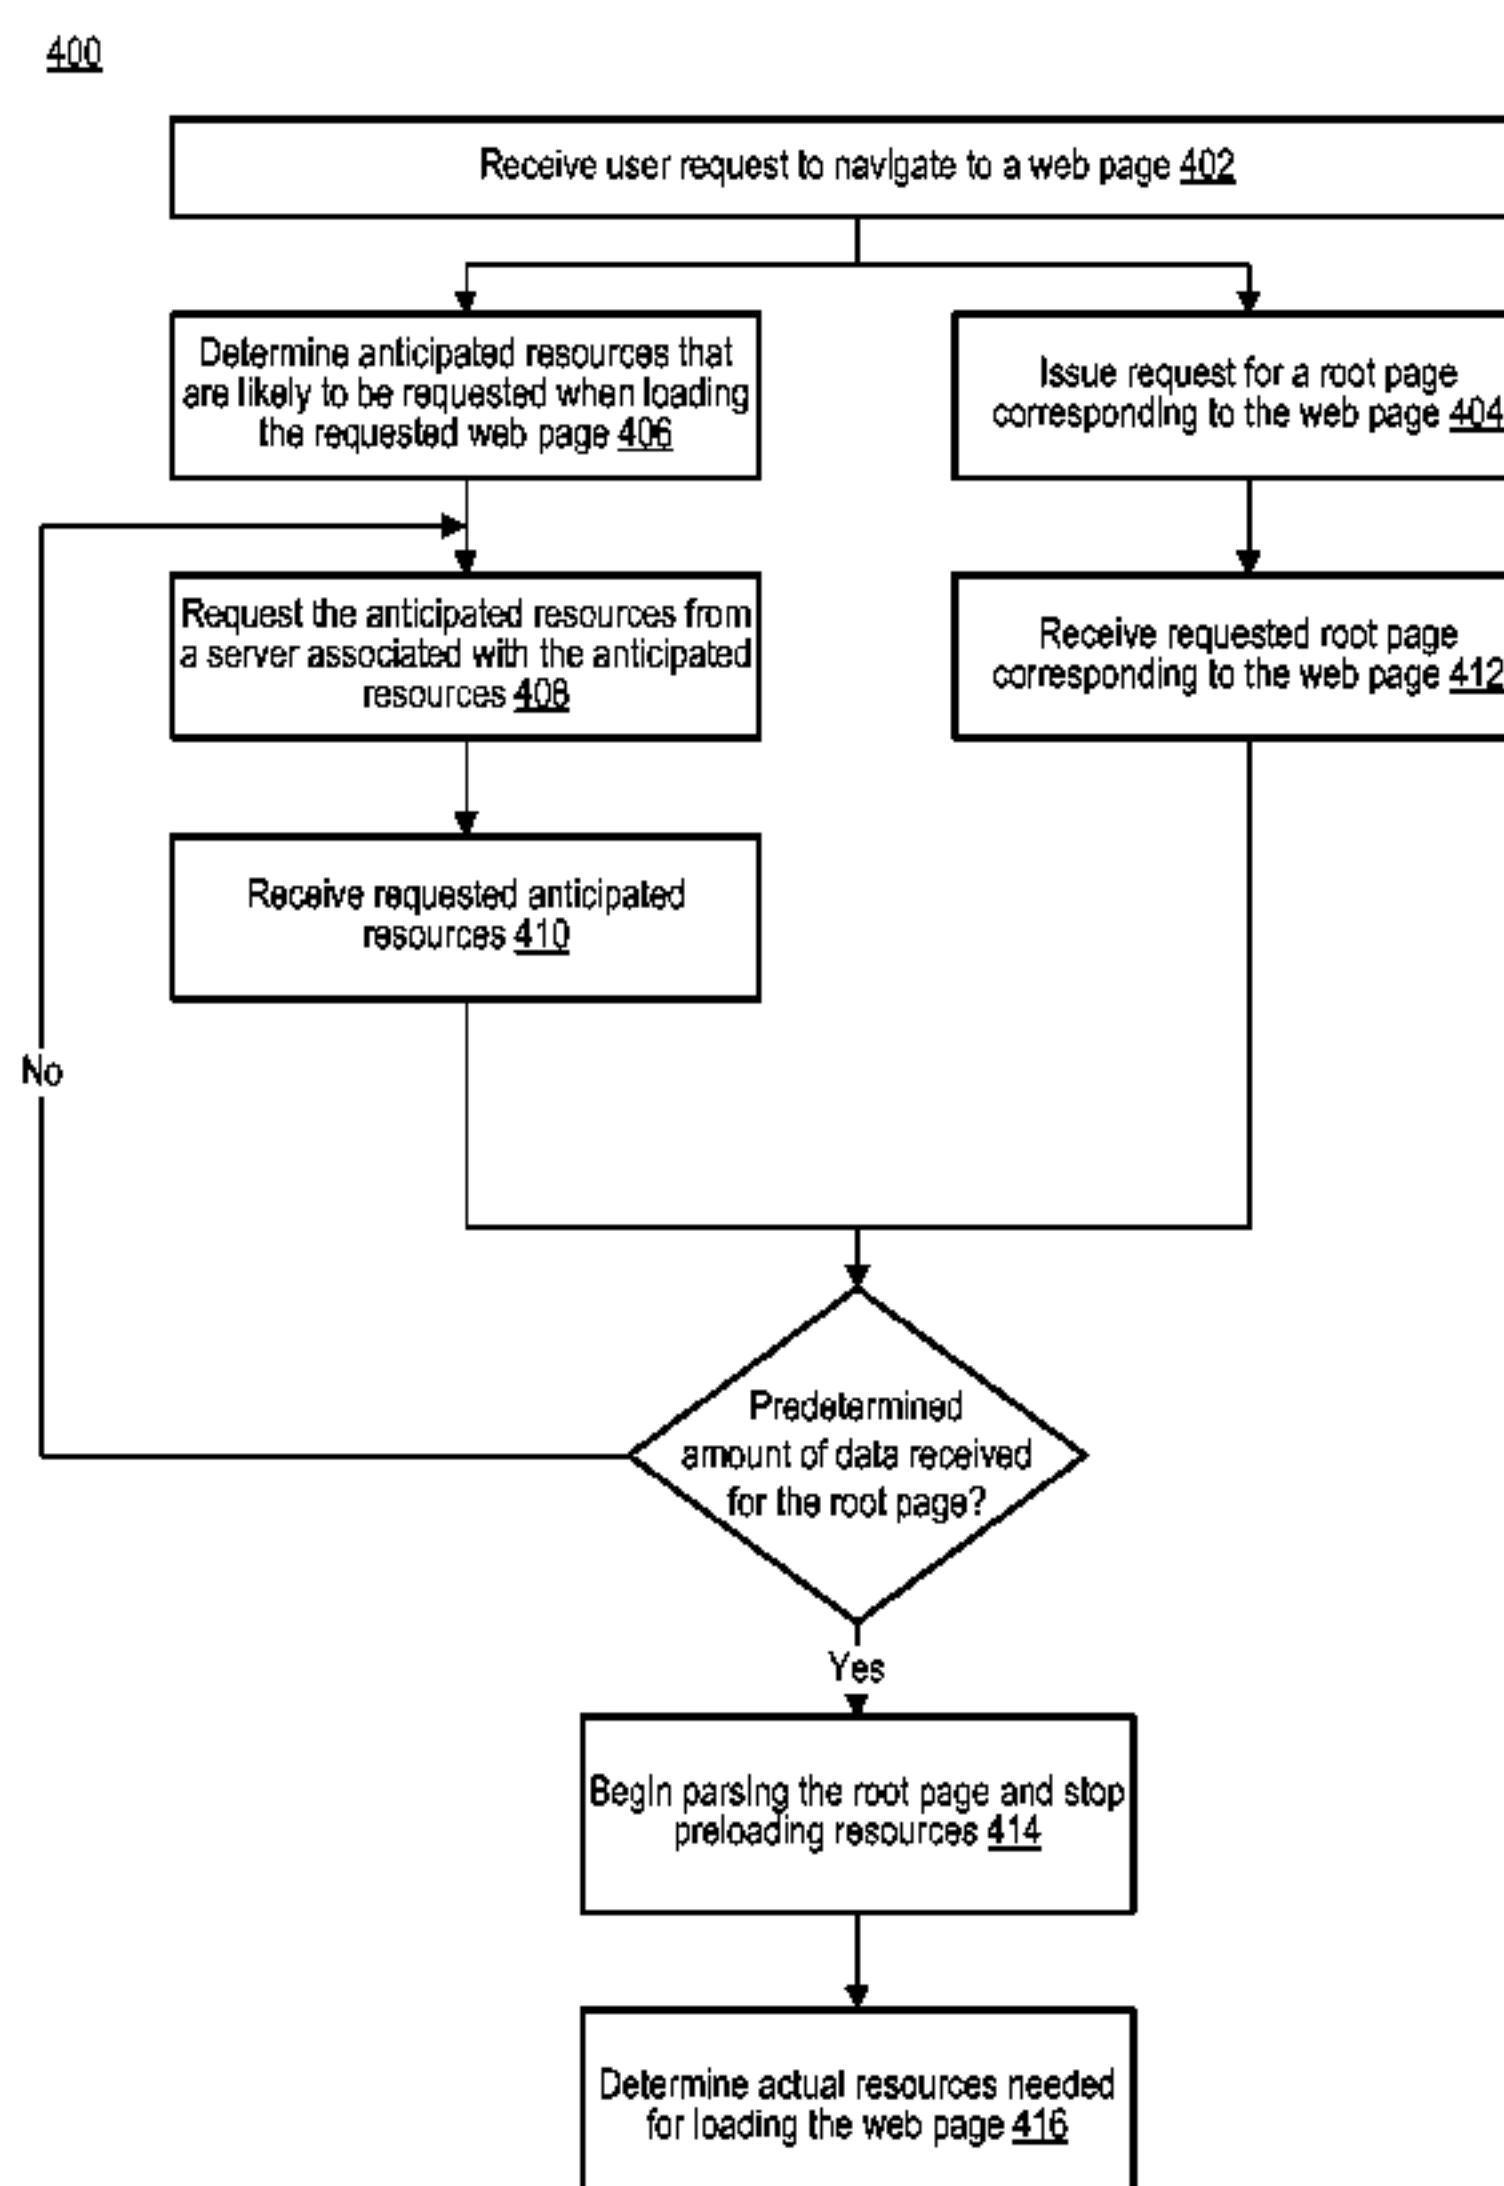 400
Receive user request to navigate to a web page 402
Determine anticipated resources that
are likely to be requested when loading
the requested web page 406
Issue request for a root page
corresponding to the web page 404
Request the anticipated resources from
a server associated with the anticipated
resources 408
Receive requested root page
corresponding to the web page 412
Receive requested anticipated
resources 410
No
Predetermined
amount of data received
for the root page?
Yes
Begin parsing the root page and stop
preloading resources 414
Determine actual resources needed
for loading the web page 416